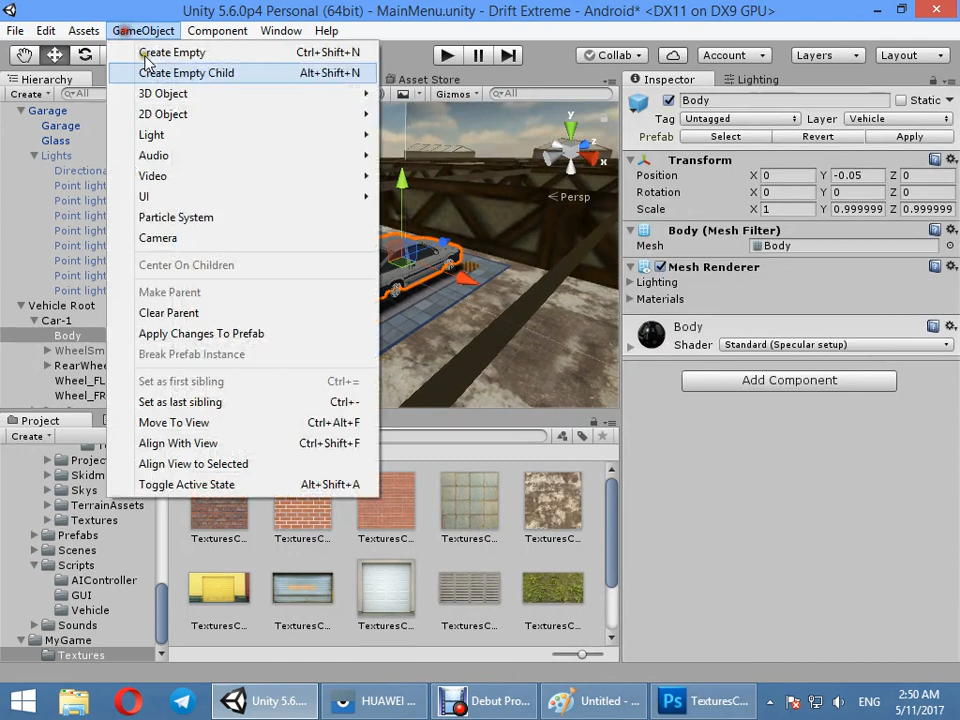 Unity 5.6.0p4 Personal (64bit) - MainMenu.unity - Drift Extreme - Android* <DX11 on DX9 GPU>
File Edit Assets GameObject Component Window Help
Collab Account Layers Layout
Hierarchy
Create All
Garage
Garage
Glass
Lights
Direction
Point light
Point light
Point light
Point light
Point light
Point light
Point light
Point light
Vehicle Root
Car-1
Body
WheelSm
RearWhee
Wheel_FL
Wheel_FR
Create Empty Ctrl+Shift+N
Create Empty Child Alt+Shift+N
3D Object
2D Object
Light
Audio
Video
UI
Particle System
Camera
Center On Children
Make Parent
Clear Parent
Apply Changes To Prefab
Break Prefab Instance
Set as first sibling Ctrl+=
Set as last sibling Ctrl+-
Move To View Ctrl+Alt+F
Align With View Ctrl+Shift+F
Align View to Selected
Toggle Active State Alt+Shift+A
Asset Store
Gizmos All
y
z
x
Persp
Inspector Lighting
Body Static
Tag Untagged Layer Vehicle
Prefab Select Revert Apply
Transform
Position X 0 Y -0.05 Z 0
Rotation X 0 Y 0 Z 0
Scale X 1 Y 0.999999 Z 0.999999
Body (Mesh Filter)
Mesh Body
Mesh Renderer
Lighting
Materials
Body
Shader Standard (Specular setup)
Add Component
Project
Create
Projec
Skidm
Skys
TerrainAssets
Textures
Prefabs
Scenes
Scripts
AIController
GUI
Vehicle
Sounds
MyGame
Textures
TexturesC... TexturesC... TexturesC... TexturesC... TexturesC...
TexturesC... TexturesC... TexturesC... TexturesC... TexturesC...
Unity 5.6.... HUAWEI ... Debut Pro... Untitled - ... TexturesC...
ENG
2:50 AM
5/11/2017